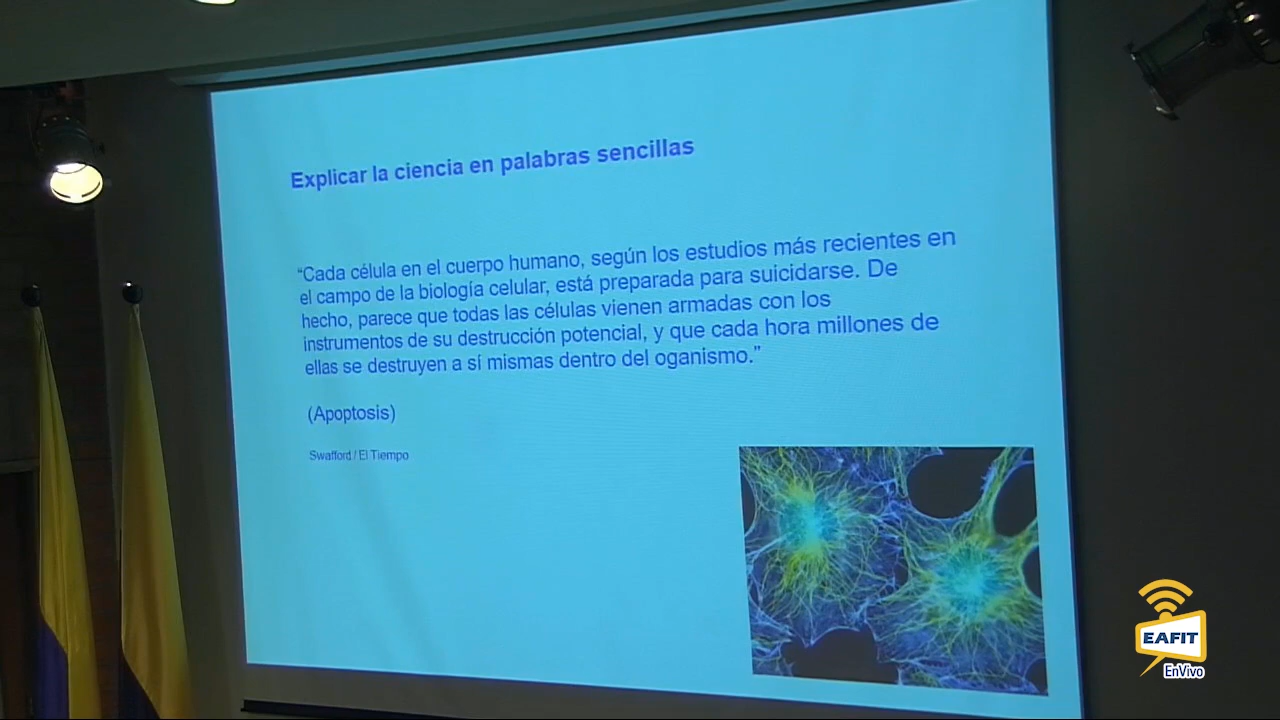 Explicar la ciencia en palabras sencillas
“Cada célula en el cuerpo humano, según los estudios más recientes en
el campo de la biología celular, está preparada para suicidarse. De
hecho, parece que todas las células vienen armadas con los
instrumentos de su destrucción potencial, y que cada hora millones de
ellas se destruyen a sí mismas dentro del oganismo.”
(Apoptosis)
Swafford / El Tiempo
EAFIT
EnVivo